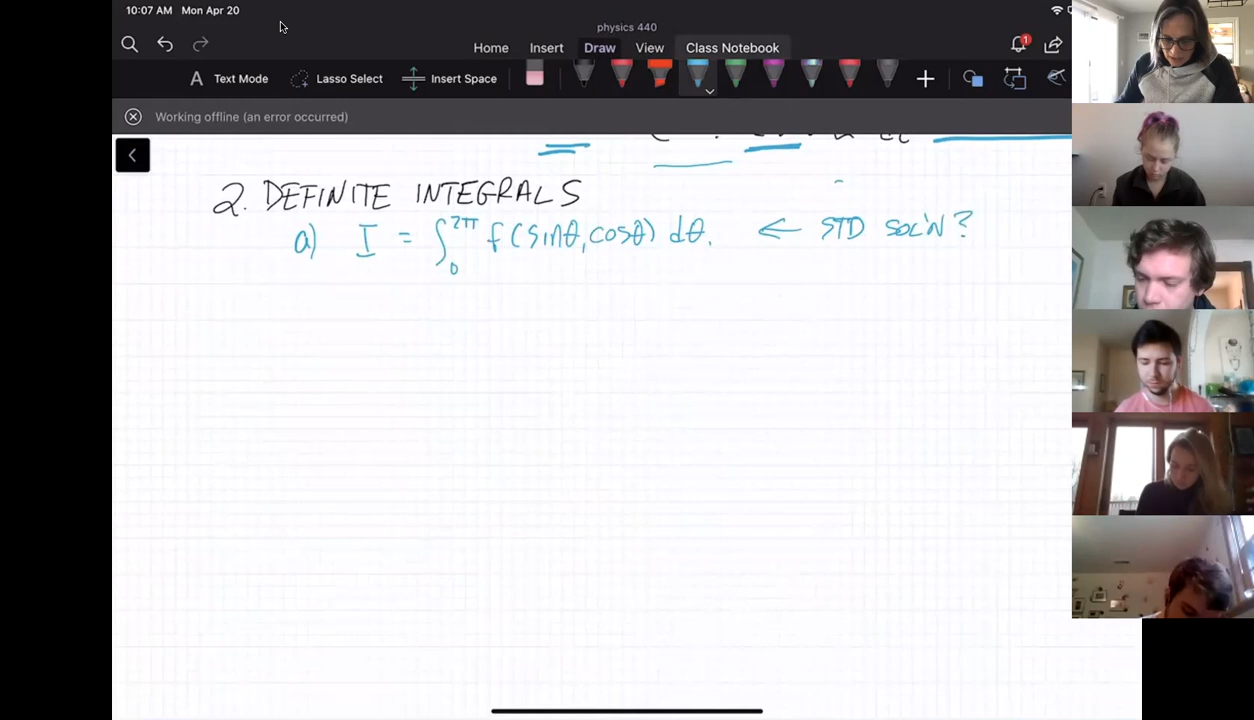 10:07 AM Mon Apr 20
physics 440
Home Insert Draw View Class Notebook
1
A Text Mode Lasso Select Insert Space
Working offline (an error occurred)
2. DEFINITE INTEGRALS
a) I = ∫₀^2π f(sinθ, cosθ) dθ. ← STD SOL'N?